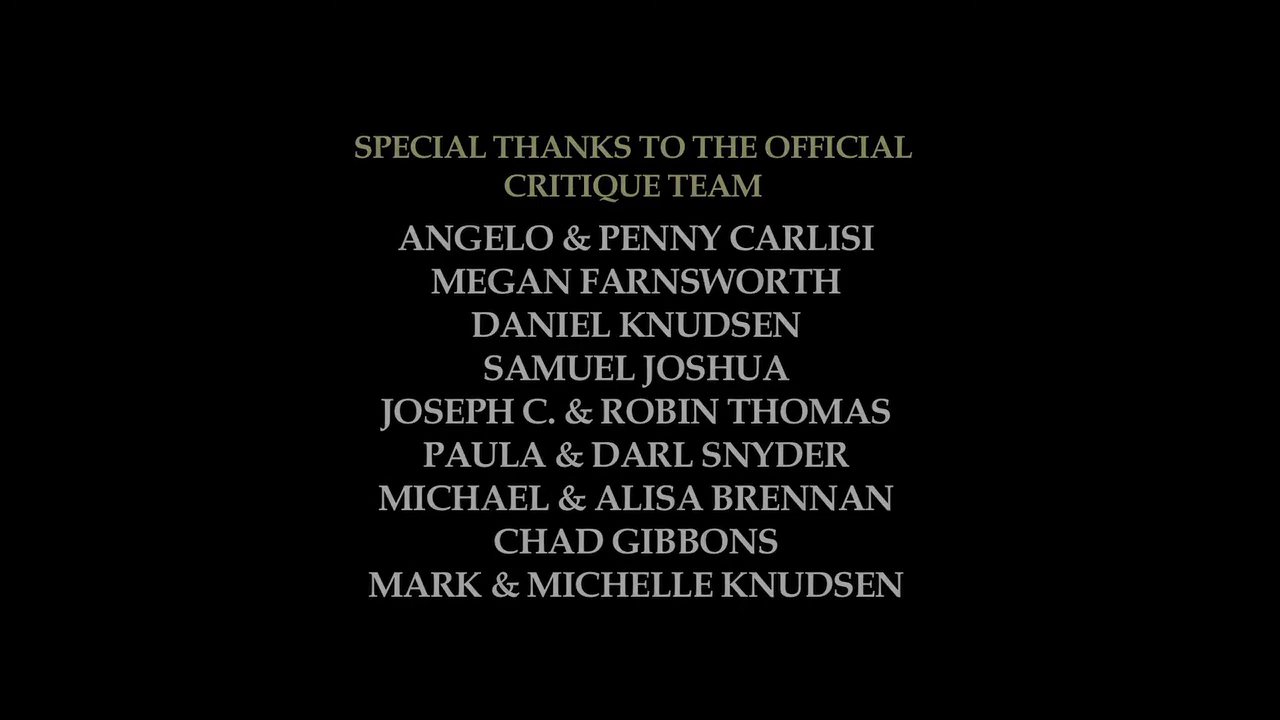 SPECIAL THANKS TO THE OFFICIAL
CRITIQUE TEAM
ANGELO & PENNY CARLISI
MEGAN FARNSWORTH
DANIEL KNUDSEN
SAMUEL JOSHUA
JOSEPH C. & ROBIN THOMAS
PAULA & DARL SNYDER
MICHAEL & ALISA BRENNAN
CHAD GIBBONS
MARK & MICHELLE KNUDSEN